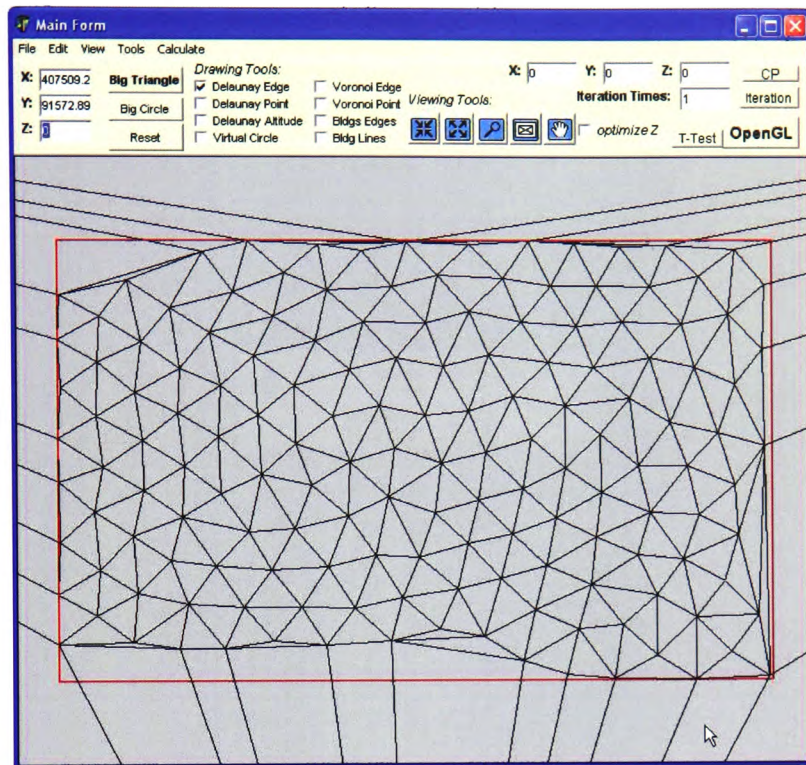 Main Form
File Edit View Tools Calculate
X: 407509.2
Y: 91572.89
Z: 0
Big Triangle
Big Circle
Reset
Drawing Tools:
Delaunay Edge
Delaunay Point
Delaunay Altitude
Virtual Circle
Voronoi Edge
Voronoi Point
Bldgs Edges
Bldg Lines
Viewing Tools:
X: 0 Y: 0 Z: 0 CP
Iteration Times: 1 Iteration
optimize Z T-Test OpenGL